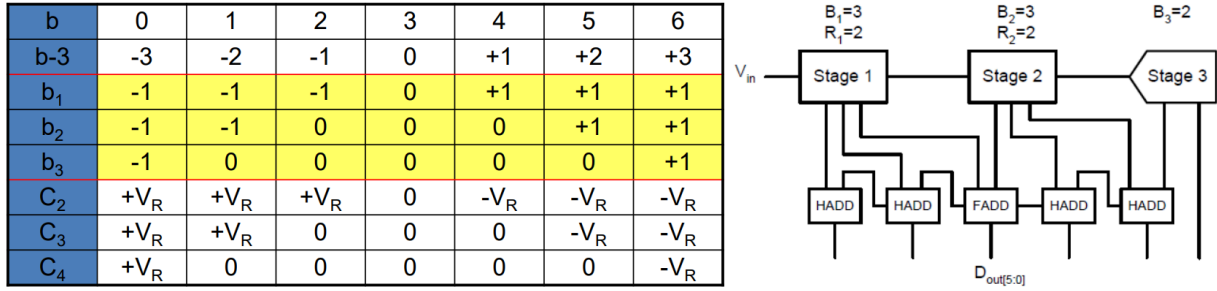 b 0 1 2 3 4 5 6
b-3 -3 -2 -1 0 +1 +2 +3
b1 -1 -1 -1 0 +1 +1 +1
b2 -1 -1 0 0 0 +1 +1
b3 -1 0 0 0 0 0 +1
C2 +VR +VR +VR 0 -VR -VR -VR
C3 +VR +VR 0 0 0 -VR -VR
C4 +VR 0 0 0 0 0 -VR
B1=3 B2=3 B3=2
R1=2 R2=2
Vin Stage 1 Stage 2 Stage 3
HADD HADD FADD HADD HADD
Dout[5:0]